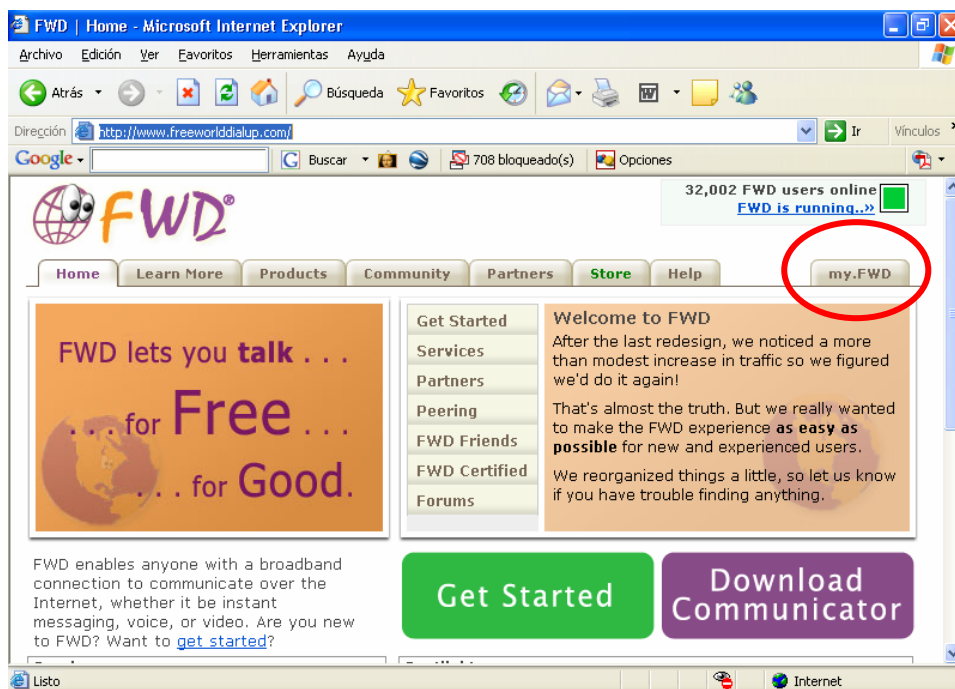 FWD | Home - Microsoft Internet Explorer
Archivo Edición Ver Favoritos Herramientas Ayuda
Atrás Búsqueda Favoritos
Dirección http://www.freeworlddialup.com/ Ir Vínculos
Google Buscar 708 bloqueado(s) Opciones
FWD®
32,002 FWD users online
FWD is running..»
Home Learn More Products Community Partners Store Help my.FWD
FWD lets you talk . . .
. . . for Free . . .
. . . for Good.
Get Started
Services
Partners
Peering
FWD Friends
FWD Certified
Forums
Welcome to FWD
After the last redesign, we noticed a more
than modest increase in traffic so we figured
we'd do it again!
That's almost the truth. But we really wanted
to make the FWD experience as easy as
possible for new and experienced users.
We reorganized things a little, so let us know
if you have trouble finding anything.
FWD enables anyone with a broadband
connection to communicate over the
Internet, whether it be instant
messaging, voice, or video. Are you new
to FWD? Want to get started?
Get Started
Download
Communicator
Listo Internet